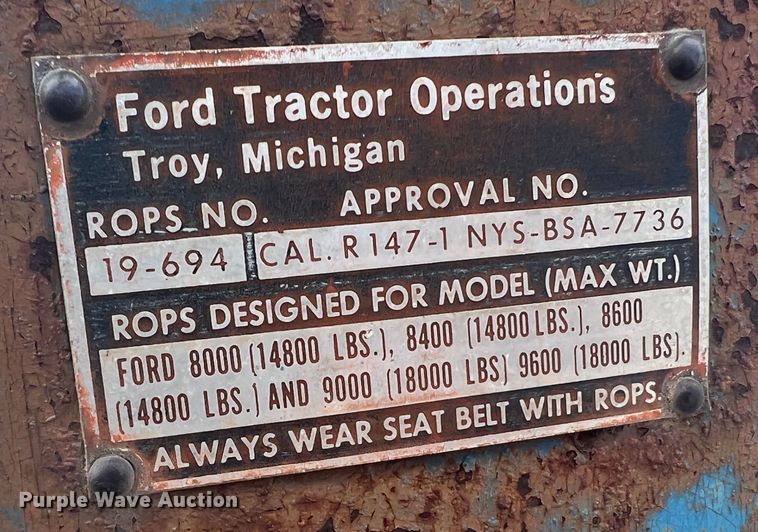 Ford Tractor Operations
Troy, Michigan
ROPS NO. APPROVAL NO.
19-694 CAL. R 147-1 NYS-BSA-7736
ROPS DESIGNED FOR MODEL (MAX WT.)
FORD 8000 (14800 LBS.), 8400 (14800 LBS.), 8600
(14800 LBS.) AND 9000 (18000 LBS) 9600 (18000 LBS).
ALWAYS WEAR SEAT BELT WITH ROPS.
Purple Wave Auction